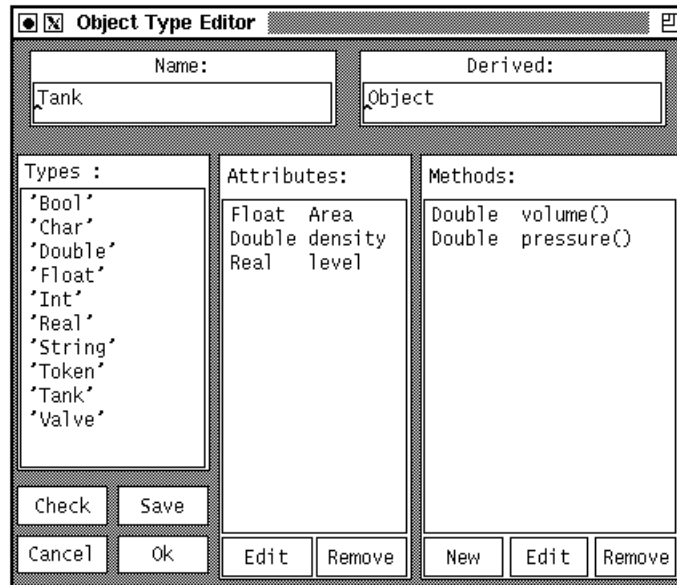 Object Type Editor
Name:
Tank
Derived:
Object
Types :
'Bool'
'Char'
'Double'
'Float'
'Int'
'Real'
'String'
'Token'
'Tank'
'Valve'
Attributes:
Float Area
Double density
Real level
Methods:
Double volume()
Double pressure()
Check Save
Cancel Ok
Edit Remove
New Edit Remove